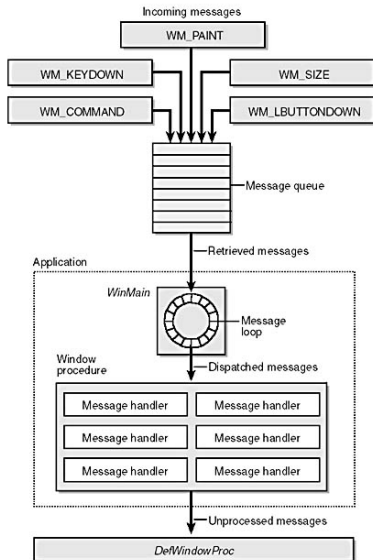 Incoming messages
WM_PAINT
WM_KEYDOWN
WM_SIZE
WM_COMMAND
WM_LBUTTONDOWN
Message queue
Retrieved messages
Application
WinMain
Message
loop
Window
procedure
Dispatched messages
Message handler
Message handler
Message handler
Message handler
Message handler
Message handler
Unprocessed messages
DefWindowProc